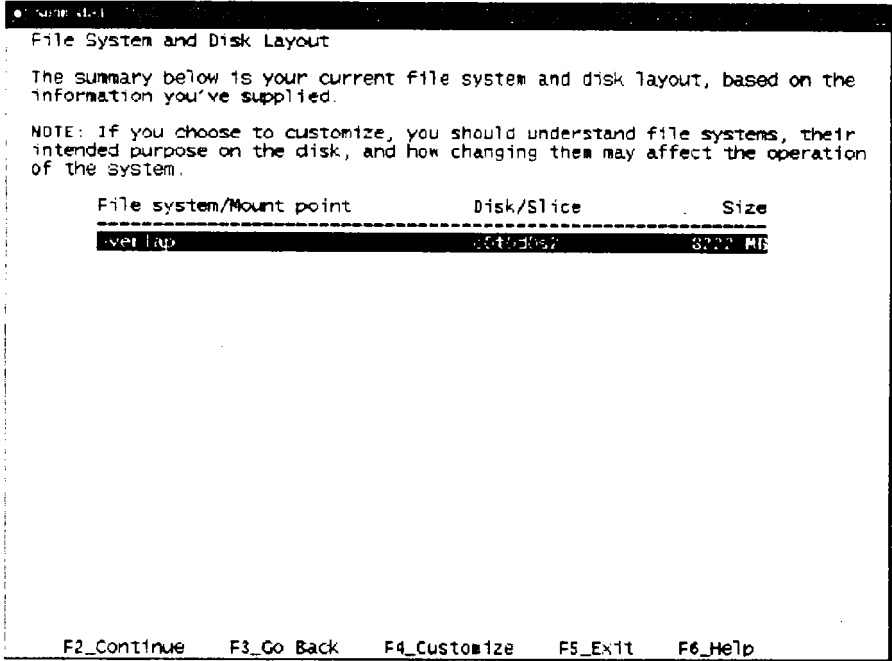 File System and Disk Layout
The summary below is your current file system and disk layout, based on the
information you've supplied.
NOTE: If you choose to customize, you should understand file systems, their
intended purpose on the disk, and how changing them may affect the operation
of the system.
File system/Mount point Disk/Slice Size
overlap MB
F2_Continue F3_Go Back F4_Customize F5_Exit F6_Help